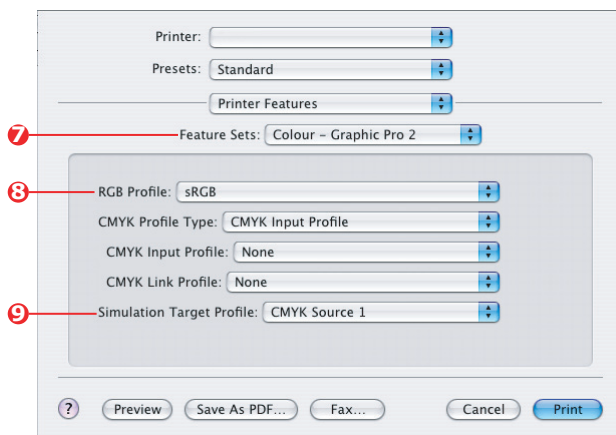 Printer:
Presets: Standard
Printer Features
7 Feature Sets: Colour – Graphic Pro 2
8 RGB Profile: sRGB
CMYK Profile Type: CMYK Input Profile
CMYK Input Profile: None
CMYK Link Profile: None
9 Simulation Target Profile: CMYK Source 1
? Preview Save As PDF... Fax... Cancel Print